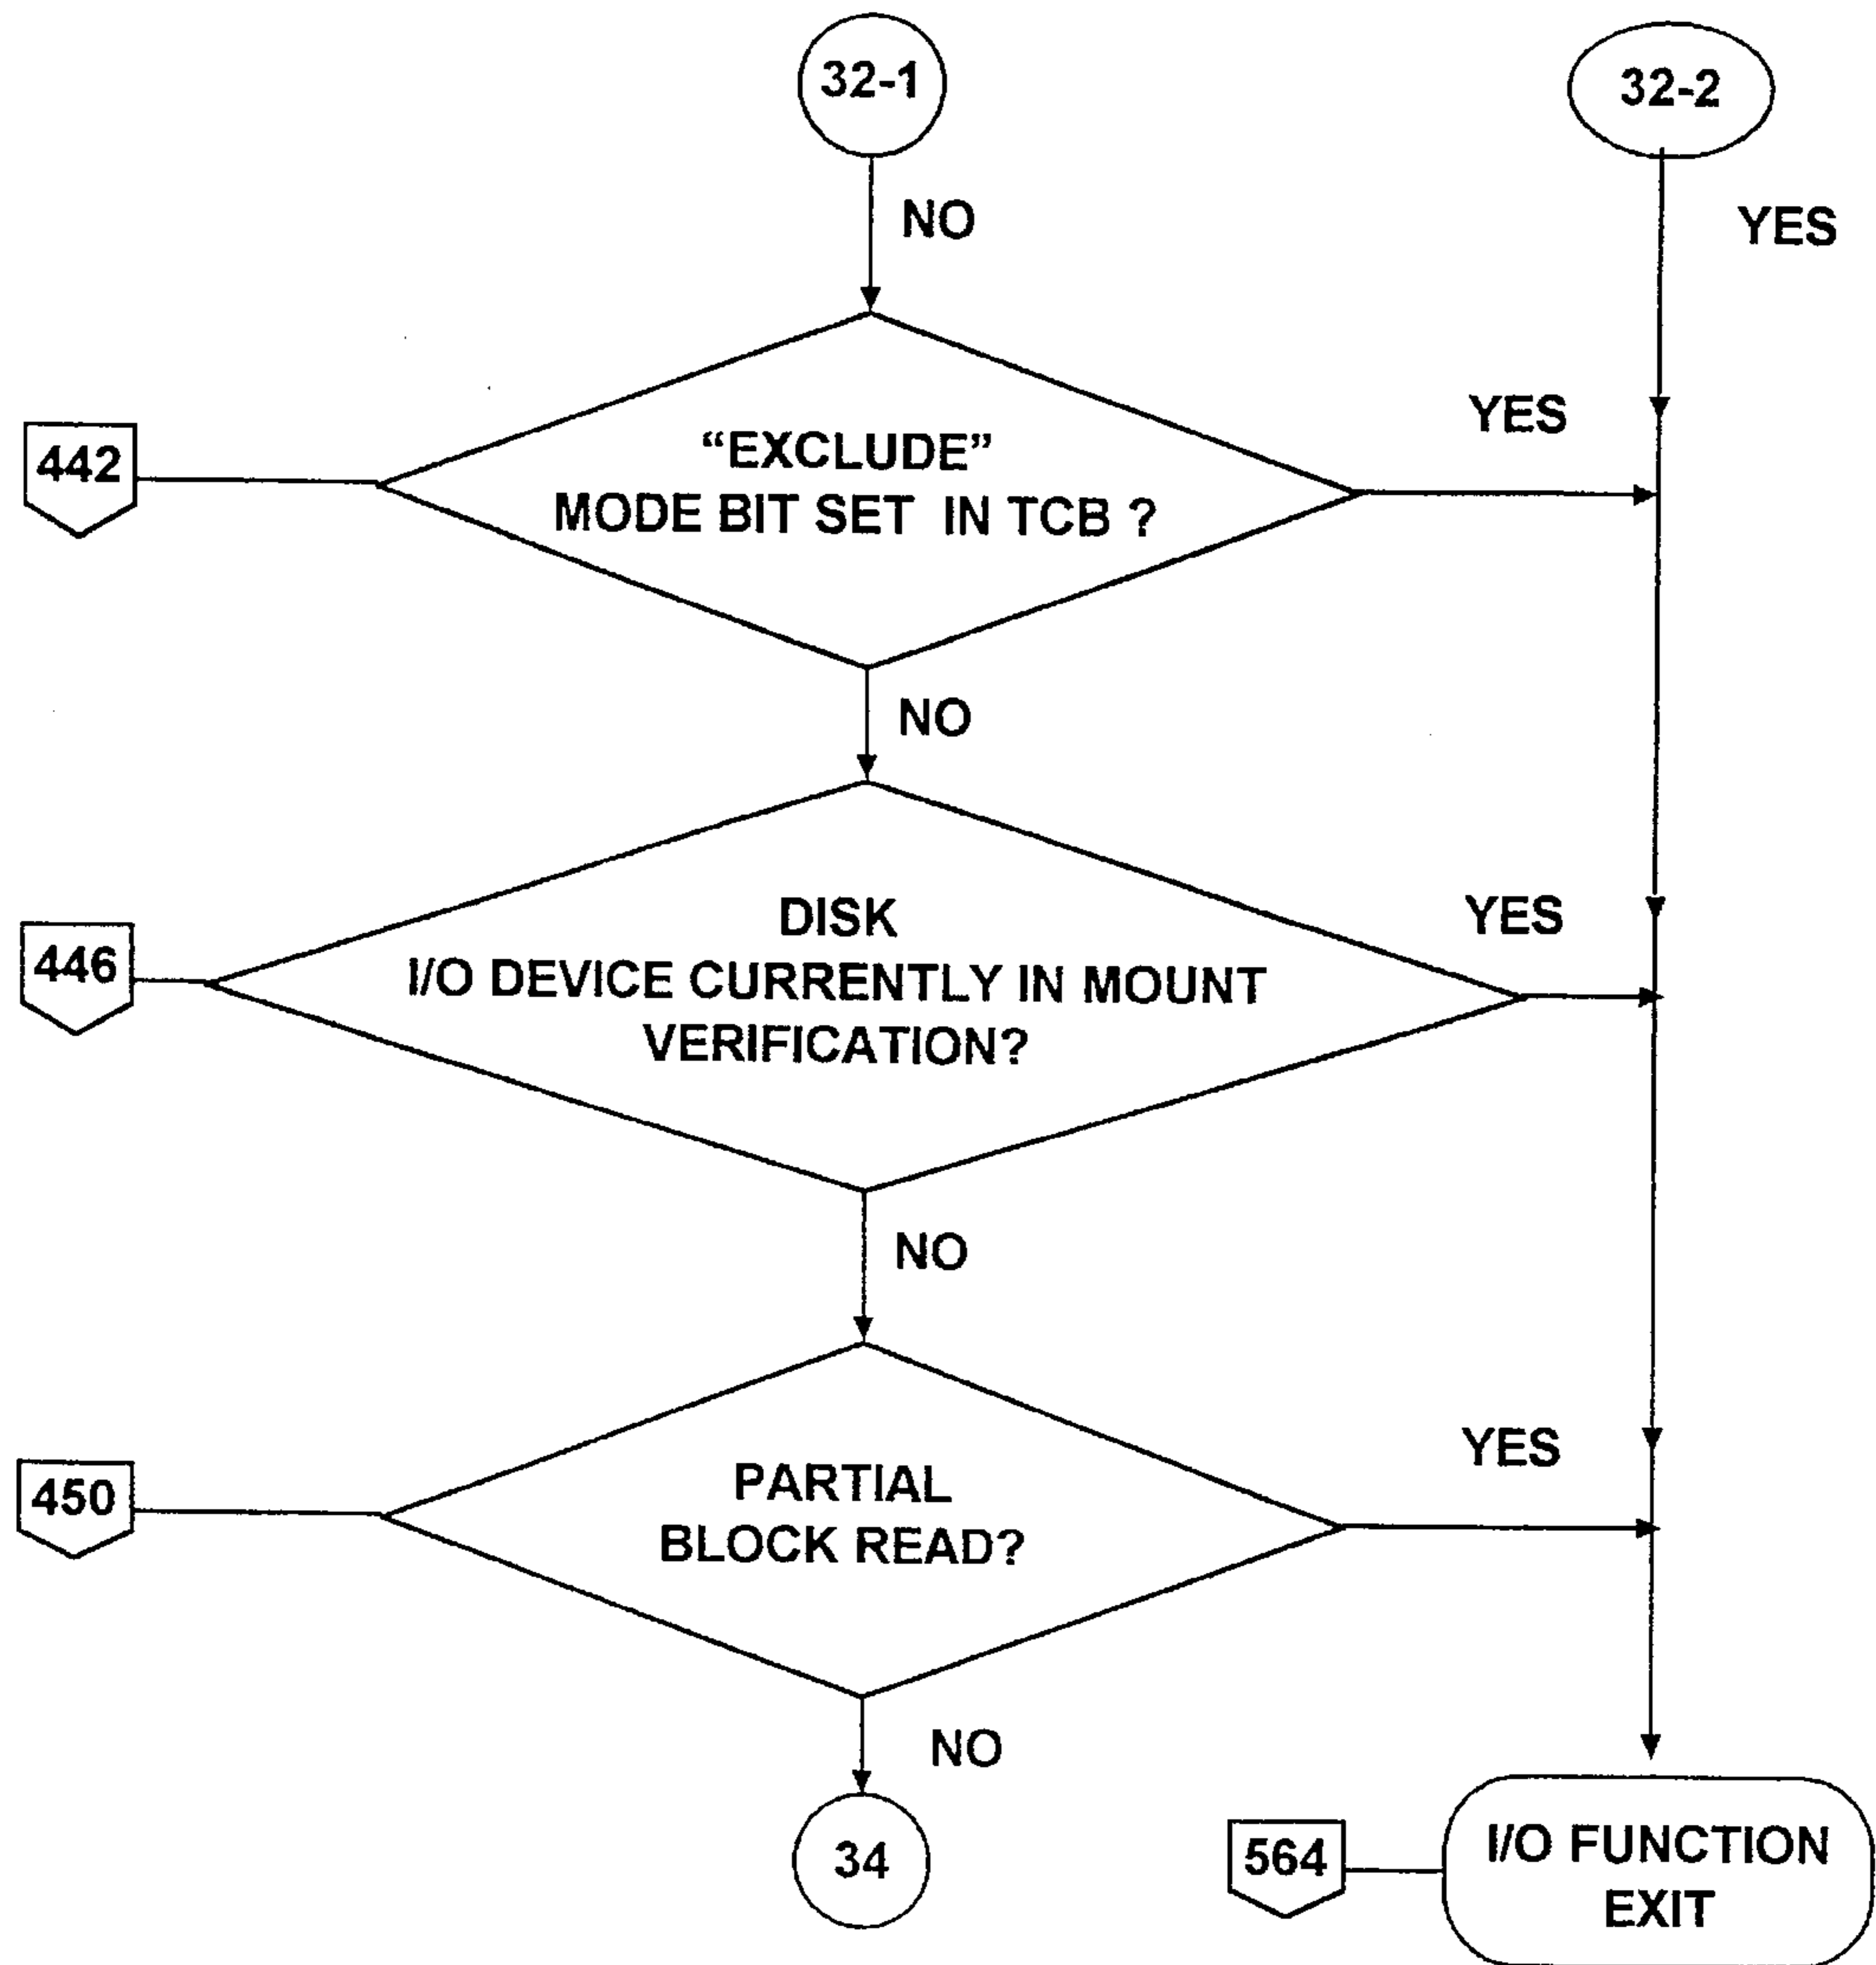 32-1
32-2
NO
YES
442
“EXCLUDE”
MODE BIT SET IN TCB ?
YES
NO
446
DISK
I/O DEVICE CURRENTLY IN MOUNT
VERIFICATION?
YES
NO
450
PARTIAL
BLOCK READ?
YES
NO
34
564
I/O FUNCTION
EXIT